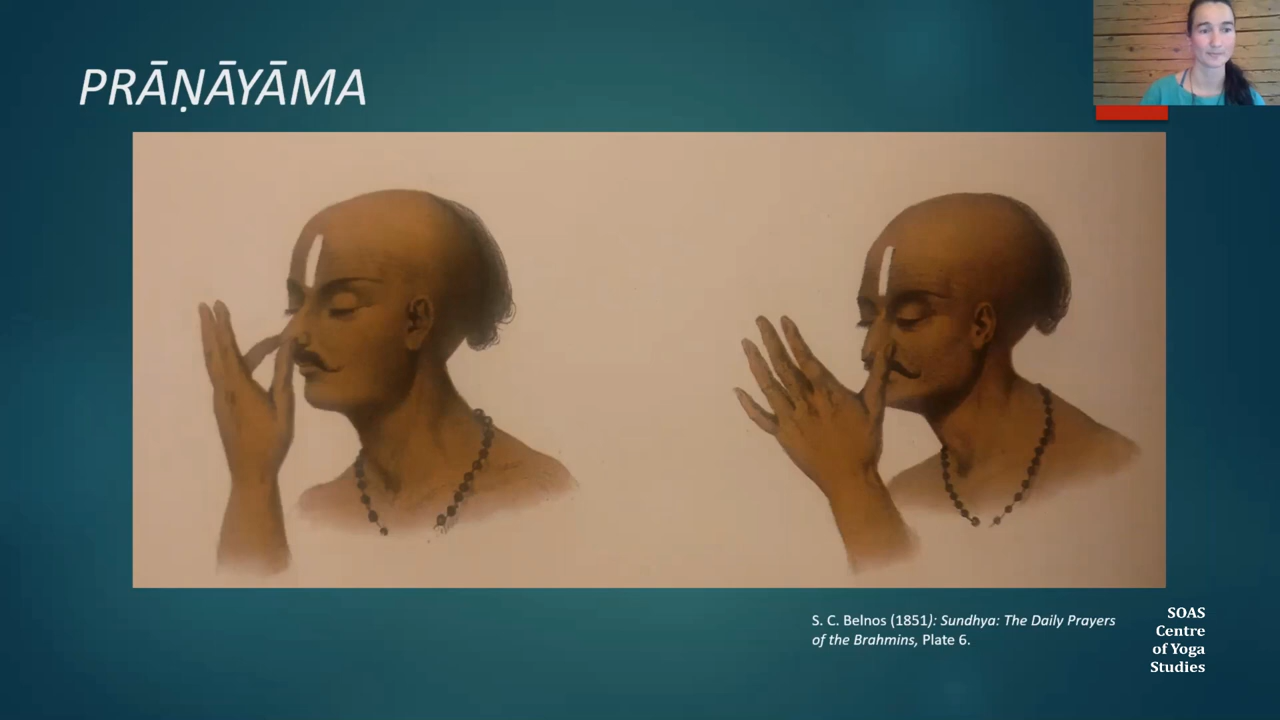 PRĀṆĀYĀMA
S. C. Belnos (1851): Sundhya: The Daily Prayers
of the Brahmins, Plate 6.
SOAS
Centre
of Yoga
Studies